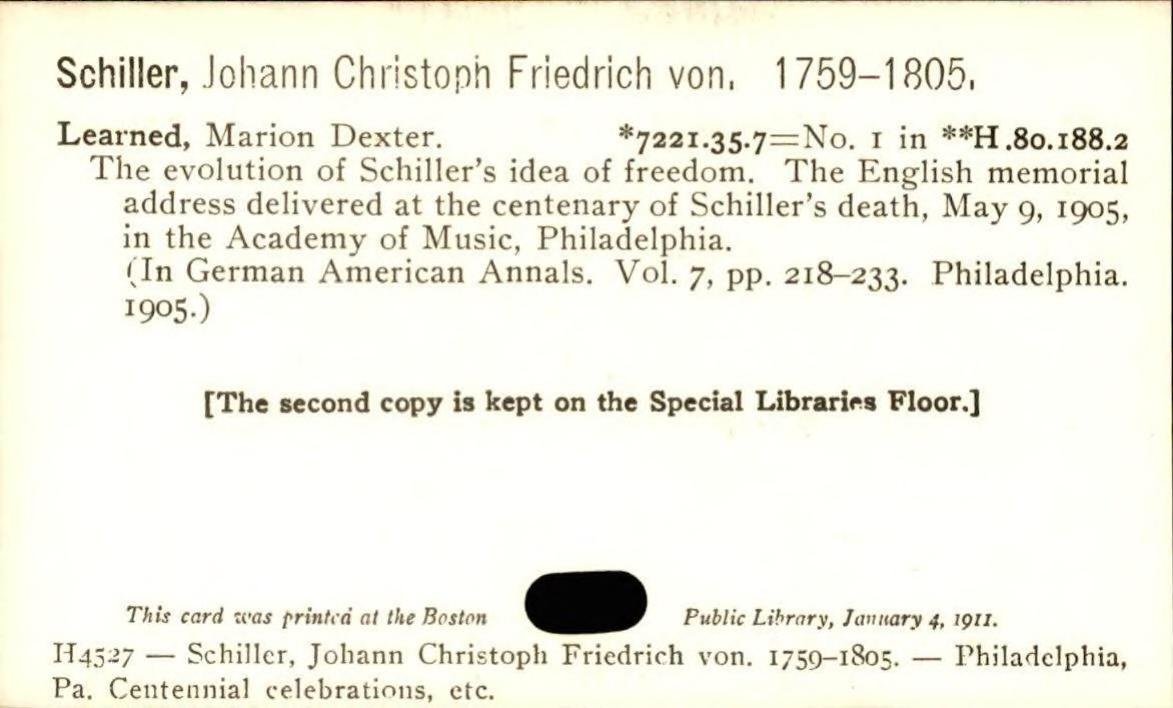 Schiller, Johann Christoph Friedrich von. 1759-1805.
Learned, Marion Dexter. *7221.35.7=No. 1 in **H.80.188.2
The evolution of Schiller's idea of freedom. The English memorial
address delivered at the centenary of Schiller's death, May 9, 1905,
in the Academy of Music, Philadelphia.
(In German American Annals. Vol. 7, pp. 218–233. Philadelphia.
1905.)
[The second copy is kept on the Special Libraries Floor.]
This card was printed at the Boston Public Library, January 4, 1911.
H4527 — Schiller, Johann Christoph Friedrich von. 1759–1805. — Philadelphia,
Pa. Centennial celebrations, etc.